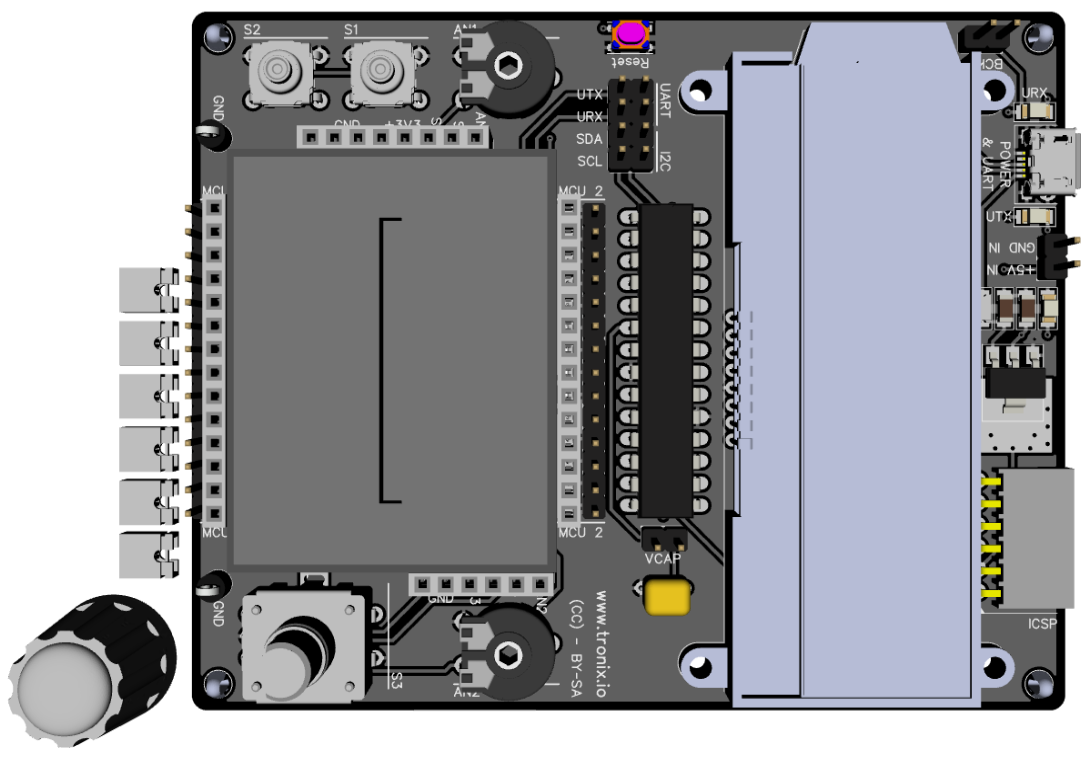 S2
S1
AN1
Reset
GND
GND
+3V3
S
S
AN
UTX
URX
SDA
SCL
UART
I2C
URX
POWER
& UART
UTX
GND IN
+5V IN
MCU
MCU 2
MCU
MCU 2
VCAP
GND
GND
3
N2
S3
AN2
www.tronix.io
(CC) - BY-SA
ICSP